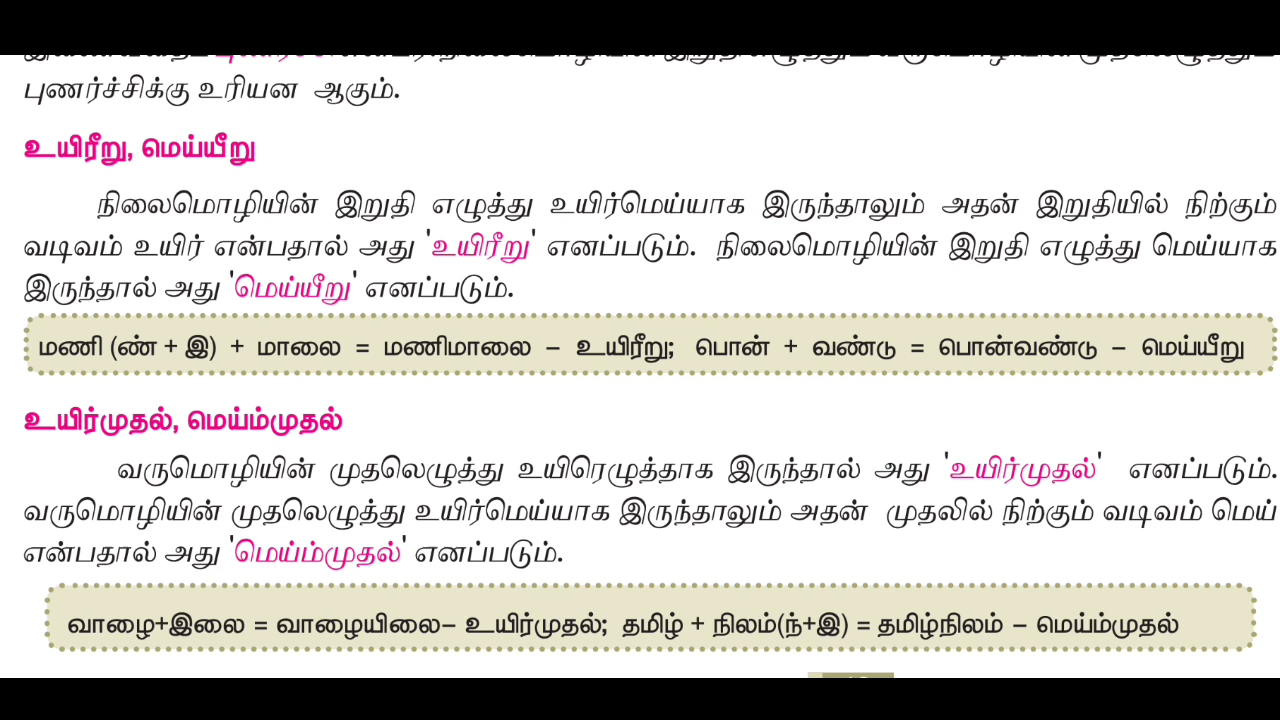 புணர்ச்சிக்கு உரியன ஆகும்.
உயிரீறு, மெய்யீறு
நிலைமொழியின் இறுதி எழுத்து உயிர்மெய்யாக இருந்தாலும் அதன் இறுதியில் நிற்கும்
வடிவம் உயிர் என்பதால் அது 'உயிரீறு' எனப்படும். நிலைமொழியின் இறுதி எழுத்து மெய்யாக
இருந்தால் அது 'மெய்யீறு' எனப்படும்.
மணி (ண் + இ) + மாலை = மணிமாலை – உயிரீறு; பொன் + வண்டு = பொன்வண்டு – மெய்யீறு
உயிர்முதல், மெய்ம்முதல்
வருமொழியின் முதலெழுத்து உயிரெழுத்தாக இருந்தால் அது 'உயிர்முதல்' எனப்படும்.
வருமொழியின் முதலெழுத்து உயிர்மெய்யாக இருந்தாலும் அதன் முதலில் நிற்கும் வடிவம் மெய்
என்பதால் அது 'மெய்ம்முதல்' எனப்படும்.
வாழை+இலை = வாழையிலை– உயிர்முதல்; தமிழ் + நிலம்(ந்+இ) = தமிழ்நிலம் – மெய்ம்முதல்